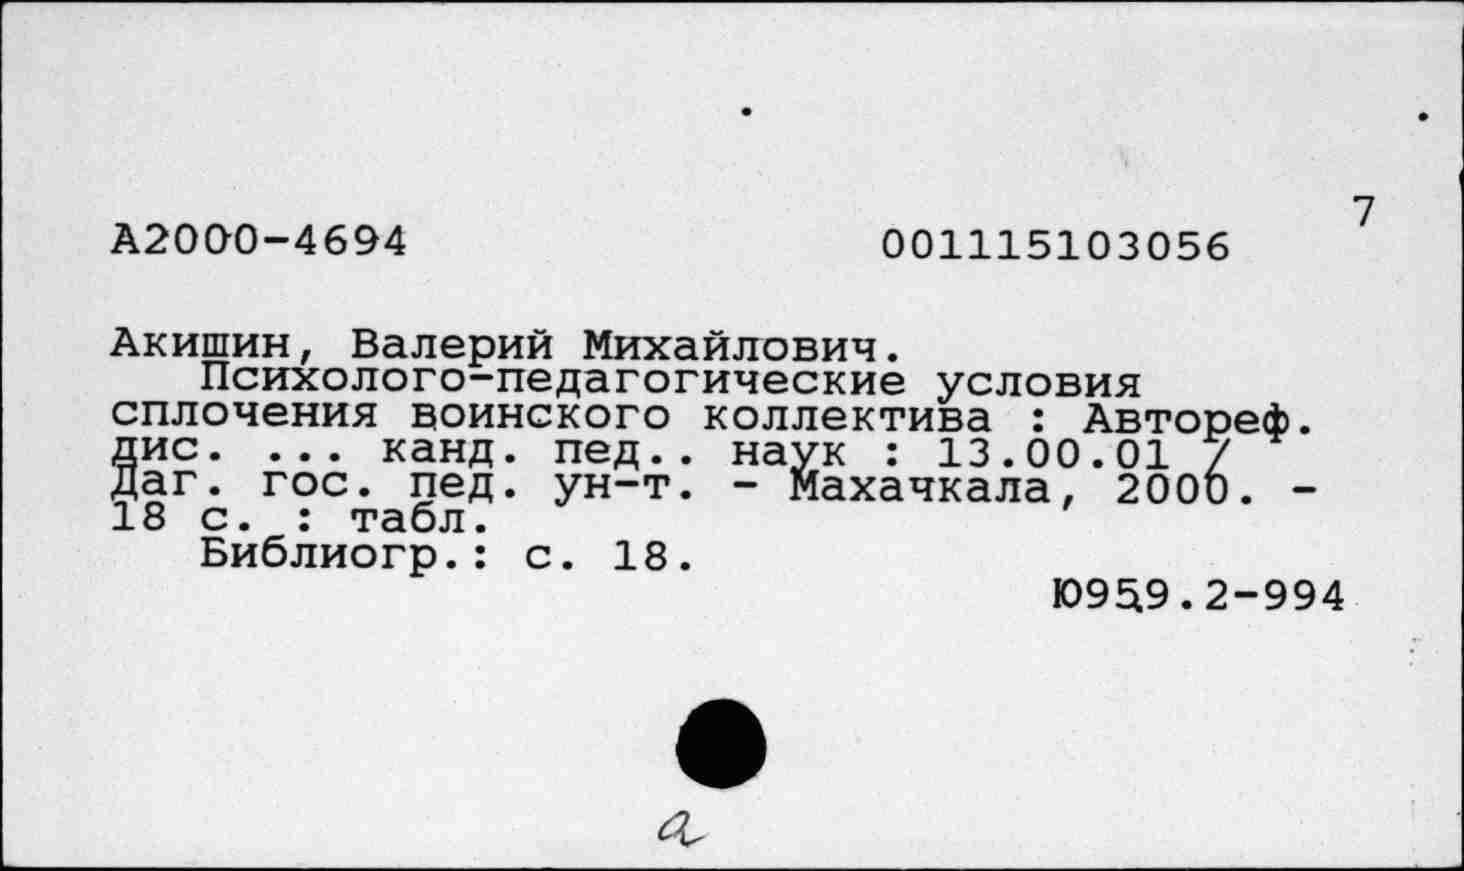 7
А2000-4694 001115103056
Акишин, Валерий Михайлович.
Психолого-педагогические условия
сплочения воинского коллектива : Автореф.
дис. ... канд. пед.. наук : 13.00.01 /
Даг. гос. пед. ун-т. - Махачкала, 2000. -
18 с. : табл.
Библиогр.: с. 18.
Ю959.2-994
а